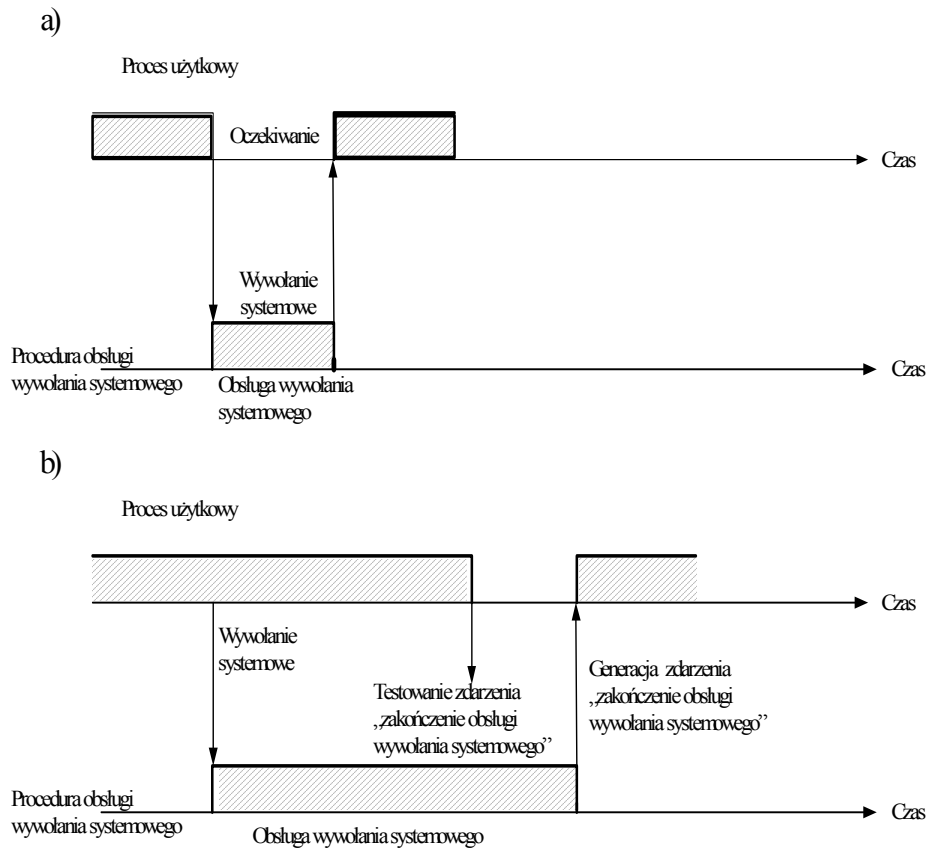 a)
Proces użytkowy
Oczekiwanie
Czas
Wywołanie
systemowe
Procedura obsługi
wywołania systemowego
Obsługa wywołania
systemowego
Czas
b)
Proces użytkowy
Czas
Wywołanie
systemowe
Testowanie zdarzenia
„zakończenie obsługi
wywołania systemowego”
Generacja zdarzenia
„zakończenie obsługi
wywołania systemowego”
Procedura obsługi
wywołania systemowego
Obsługa wywołania systemowego
Czas